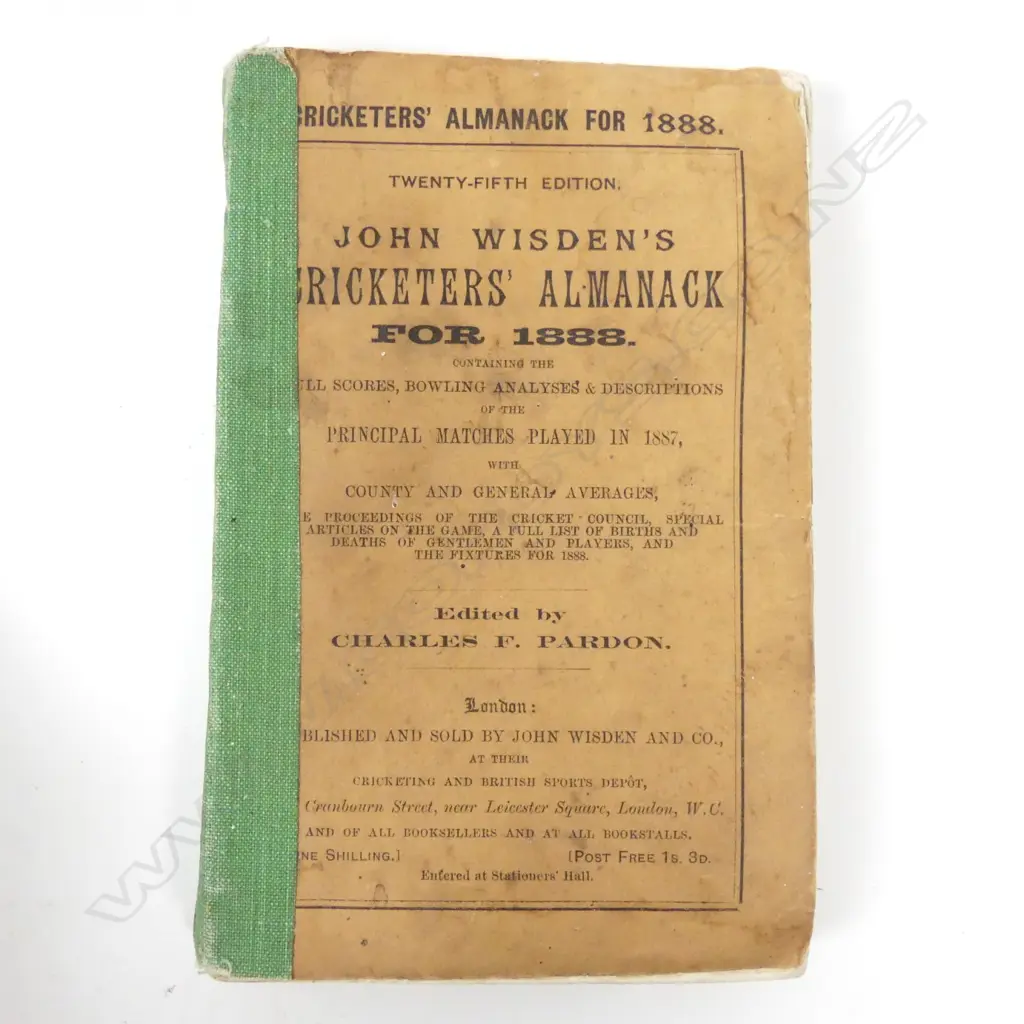 CRICKETERS' ALMANACK FOR 1888.
TWENTY-FIFTH EDITION.
JOHN WISDEN'S
CRICKETERS' ALMANACK
FOR 1888.
CONTAINING THE
LL SCORES, BOWLING ANALYSES & DESCRIPTIONS
OF THE
PRINCIPAL MATCHES PLAYED IN 1887,
WITH
COUNTY AND GENERAL AVERAGES,
E PROCEEDINGS OF THE CRICKET COUNCIL, SPECIAL
ARTICLES ON THE GAME, A FULL LIST OF BIRTHS AND
DEATHS OF GENTLEMEN AND PLAYERS, AND
THE FIXTURES FOR 1888.
Edited by
CHARLES F. PARDON.
London:
BLISHED AND SOLD BY JOHN WISDEN AND CO.,
AT THEIR
CRICKETING AND BRITISH SPORTS DEPÔT,
Cranbourn Street, near Leicester Square, London, W.C.
AND OF ALL BOOKSELLERS AND AT ALL BOOKSTALLS.
NE SHILLING.] [POST FREE 1S. 3D.
Entered at Stationers' Hall.